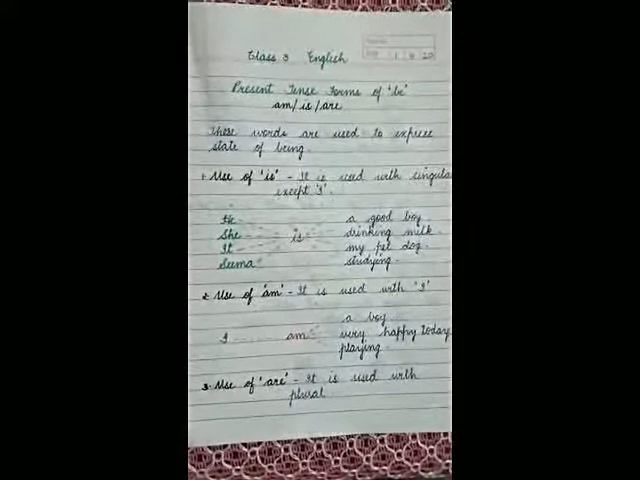 Class 3 English
Present Tense Forms of 'be'
am/is/are
These words are used to express
state of being.
1. Use of 'is' - It is used with singular
except 'I'.
He a good boy
She is drinking milk.
It my pet dog.
Seema studying.
2. Use of 'am' - It is used with 'I'
a boy
I am very happy today
playing.
3. Use of 'are' - It is used with
plural